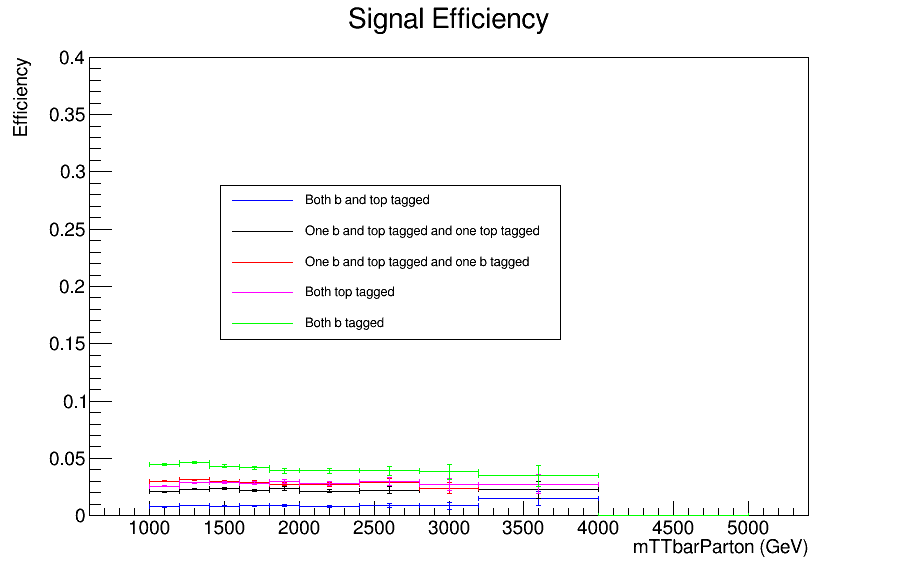 Signal Efficiency
Efficiency
0.4
0.35
0.3
0.25
0.2
0.15
0.1
0.05
0
Both b and top tagged
One b and top tagged and one top tagged
One b and top tagged and one b tagged
Both top tagged
Both b tagged
1000 1500 2000 2500 3000 3500 4000 4500 5000
mTTbarParton (GeV)